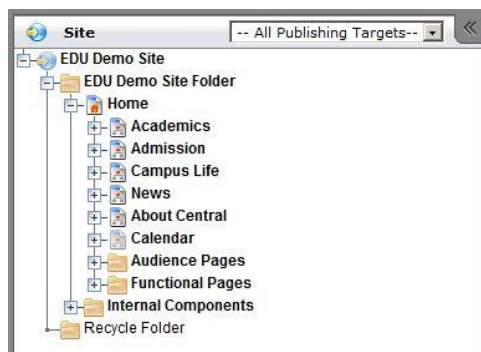 Site -- All Publishing Targets--
EDU Demo Site
EDU Demo Site Folder
Home
Academics
Admission
Campus Life
News
About Central
Calendar
Audience Pages
Functional Pages
Internal Components
Recycle Folder